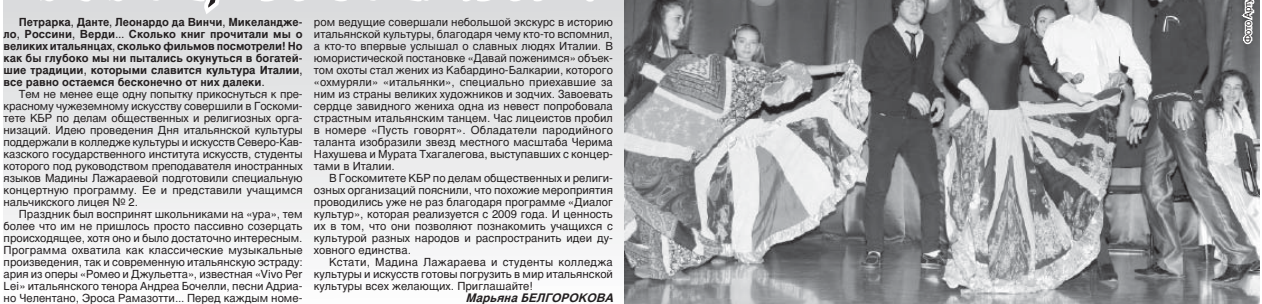 Петрарка, Данте, Леонардо да Винчи, Микеландже-
ло, Россини, Верди... Сколько книг прочитали мы о
великих итальянцах, сколько фильмов посмотрели! Но
как бы глубоко мы ни пытались окунуться в богатей-
шие традиции, которыми славится культура Италии,
все равно остаемся бесконечно от них далеки.
Тем не менее еще одну попытку прикоснуться к пре-
красному чужеземному искусству совершили в Госкоми-
тете КБР по делам общественных и религиозных орга-
низаций. Идею проведения Дня итальянской культуры
поддержали в колледже культуры и искусств Северо-Кав-
казского государственного института искусств, студенты
которого под руководством преподавателя иностранных
языков Мадины Лажараевой подготовили специальную
концертную программу. Ее и представили учащимся
нальчикского лицея № 2.
Праздник был воспринят школьниками на «ура», тем
более что им не пришлось просто пассивно созерцать
происходящее, хотя оно и было достаточно интересным.
Программа охватила как классические музыкальные
произведения, так и современную итальянскую эстраду:
ария из оперы «Ромео и Джульетта», известная «Vivo Per
Lei» итальянского тенора Андреа Бочелли, песни Адриа-
но Челентано, Эроса Рамазотти... Перед каждым номе-
ром ведущие совершали небольшой экскурс в историю
итальянской культуры, благодаря чему кто-то вспомнил,
а кто-то впервые услышал о славных людях Италии. В
юмористической постановке «Давай поженимся» объек-
том охоты стал жених из Кабардино-Балкарии, которого
«охмуряли» «итальянки», специально приехавшие за
ним из страны великих художников и зодчих. Завоевать
сердце завидного жениха одна из невест попробовала
страстным итальянским танцем. Час лицеистов пробил
в номере «Пусть говорят». Обладатели пародийного
таланта изобразили звезд местного масштаба Черима
Нахушева и Мурата Тхагалегова, выступавших с концер-
тами в Италии.
В Госкомитете КБР по делам общественных и религи-
озных организаций пояснили, что похожие мероприятия
проводились уже не раз благодаря программе «Диалог
культур», которая реализуется с 2009 года. И ценность
их в том, что они позволяют познакомить учащихся с
культурой разных народов и распространить идеи ду-
ховного единства.
Кстати, Мадина Лажараева и студенты колледжа
культуры и искусств готовы погрузить в мир итальянской
культуры всех желающих. Приглашайте!
Марьяна БЕЛГОРОКОВА